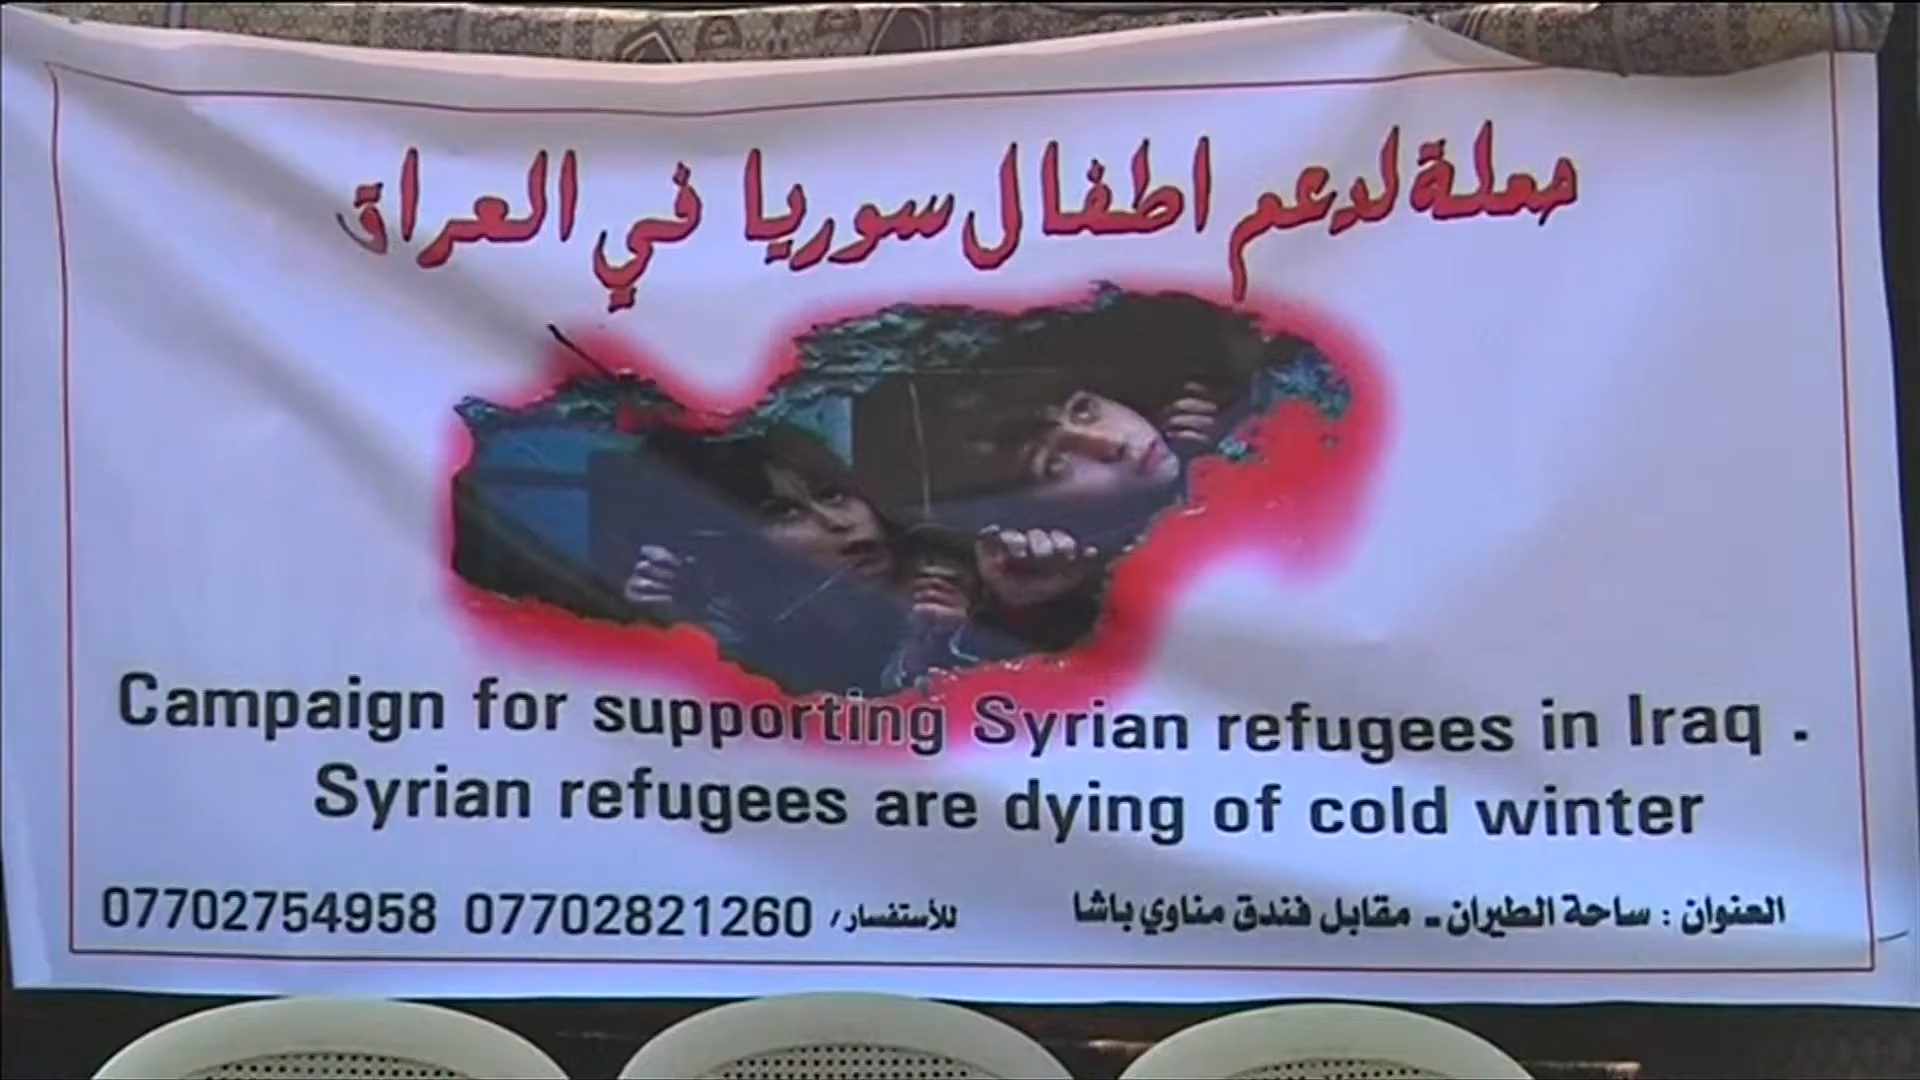 حملة لدعم اطفال سوريا في العراق
Campaign for supporting Syrian refugees in Iraq .
Syrian refugees are dying of cold winter
العنوان : ساحة الطيران - مقابل فندق مناوي باشا
للأستفسار / 07702821260 07702754958